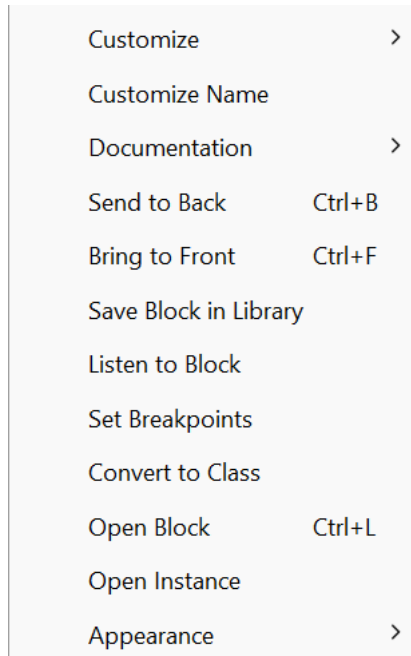 Customize >
Customize Name
Documentation >
Send to Back Ctrl+B
Bring to Front Ctrl+F
Save Block in Library
Listen to Block
Set Breakpoints
Convert to Class
Open Block Ctrl+L
Open Instance
Appearance >